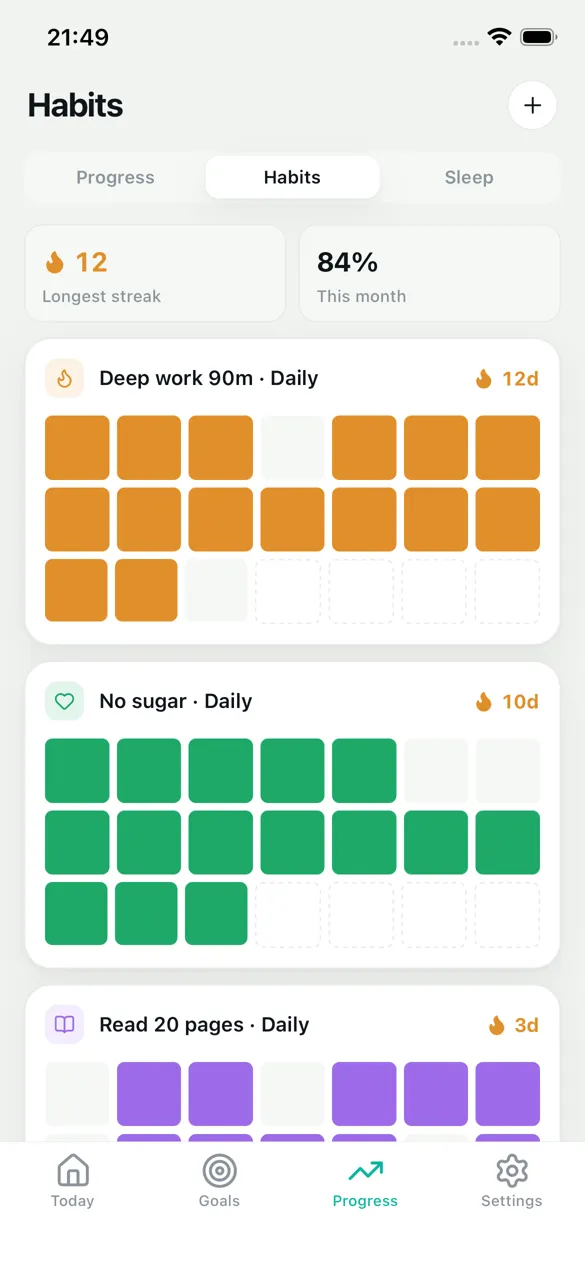 21:49
Habits
Progress Habits Sleep
12 84%
Longest streak This month
Deep work 90m · Daily 12d
No sugar · Daily 10d
Read 20 pages · Daily 3d
Today Goals Progress Settings